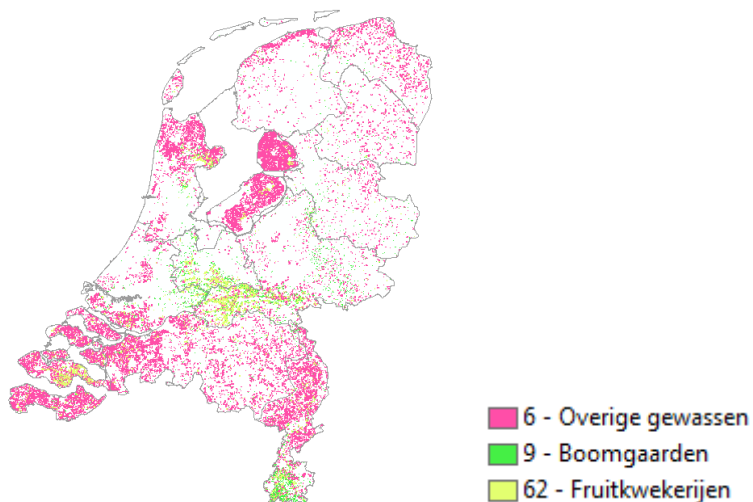 6 - Overige gewassen
9 - Boomgaarden
62 - Fruitkwekerijen